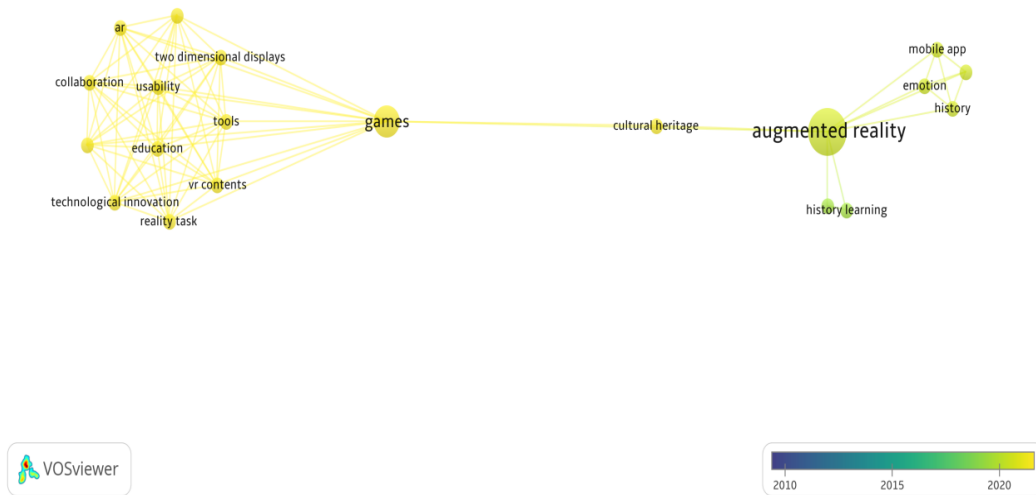 ar
two dimensional displays
mobile app
collaboration
usability
emotion
history
tools
games
cultural heritage
augmented reality
education
vr contents
technological innovation
history learning
reality task
VOSviewer
2010
2015
2020